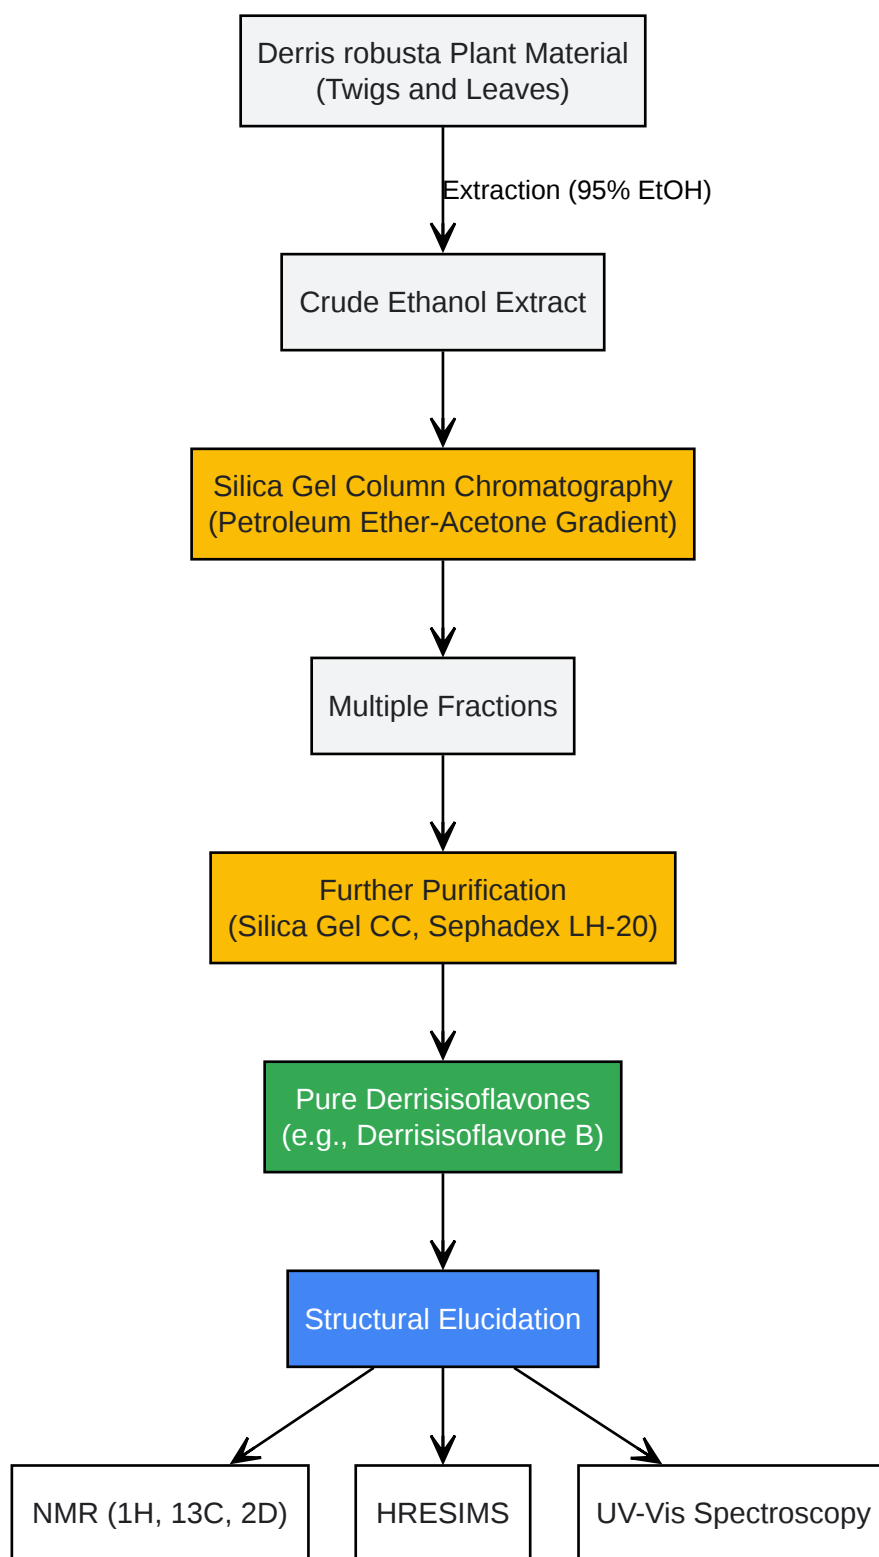 Derris robusta Plant Material
(Twigs and Leaves)
Extraction (95% EtOH)
Crude Ethanol Extract
Silica Gel Column Chromatography
(Petroleum Ether-Acetone Gradient)
Multiple Fractions
Further Purification
(Silica Gel CC, Sephadex LH-20)
Pure Derrisisoflavones
(e.g., Derrisisoflavone B)
Structural Elucidation
NMR (1H, 13C, 2D)
HRESIMS
UV-Vis Spectroscopy